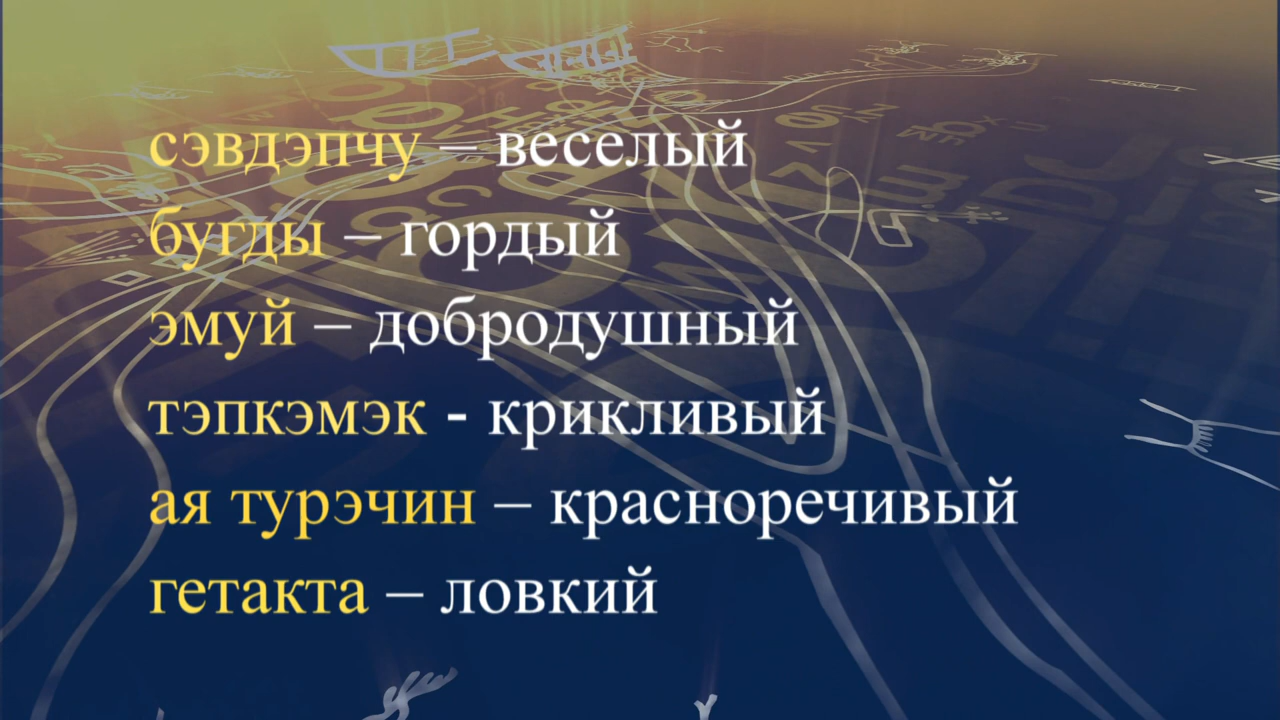 сэвдэпчу – веселый
бугды – гордый
эмуй – добродушный
тэпкэмэк - крикливый
ая турэчин – красноречивый
гетакта – ловкий